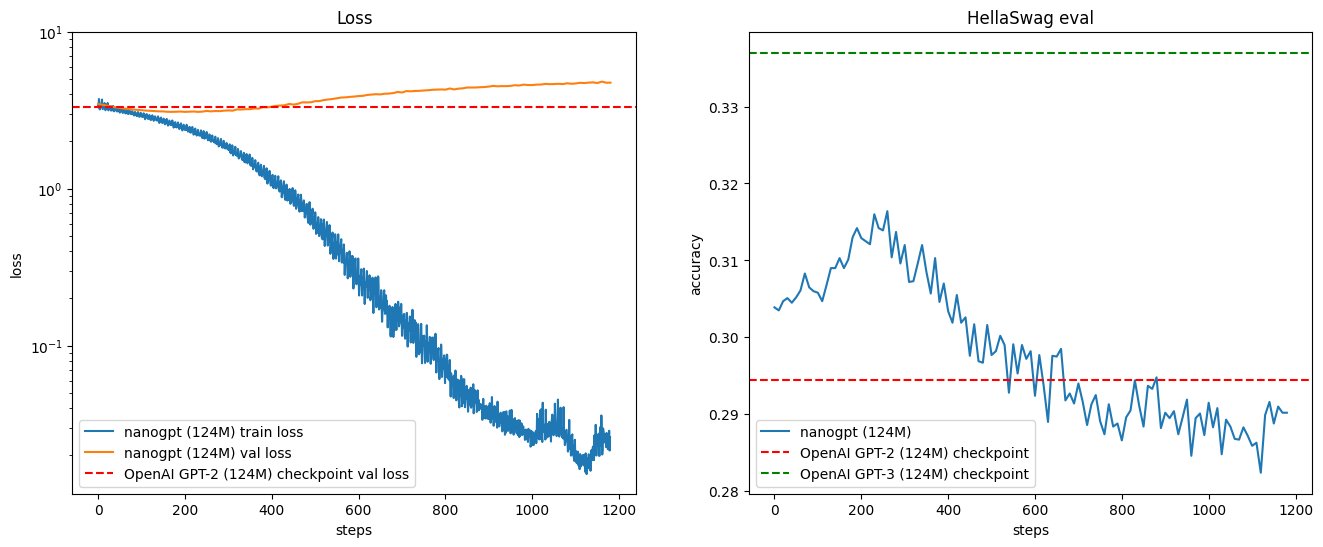 Loss
10^1
10^0
10^-1
loss
nanogpt (124M) train loss
nanogpt (124M) val loss
OpenAI GPT-2 (124M) checkpoint val loss
0 200 400 600 800 1000 1200
steps
HellaSwag eval
0.33
0.32
0.31
0.30
0.29
0.28
accuracy
nanogpt (124M)
OpenAI GPT-2 (124M) checkpoint
OpenAI GPT-3 (124M) checkpoint
0 200 400 600 800 1000 1200
steps